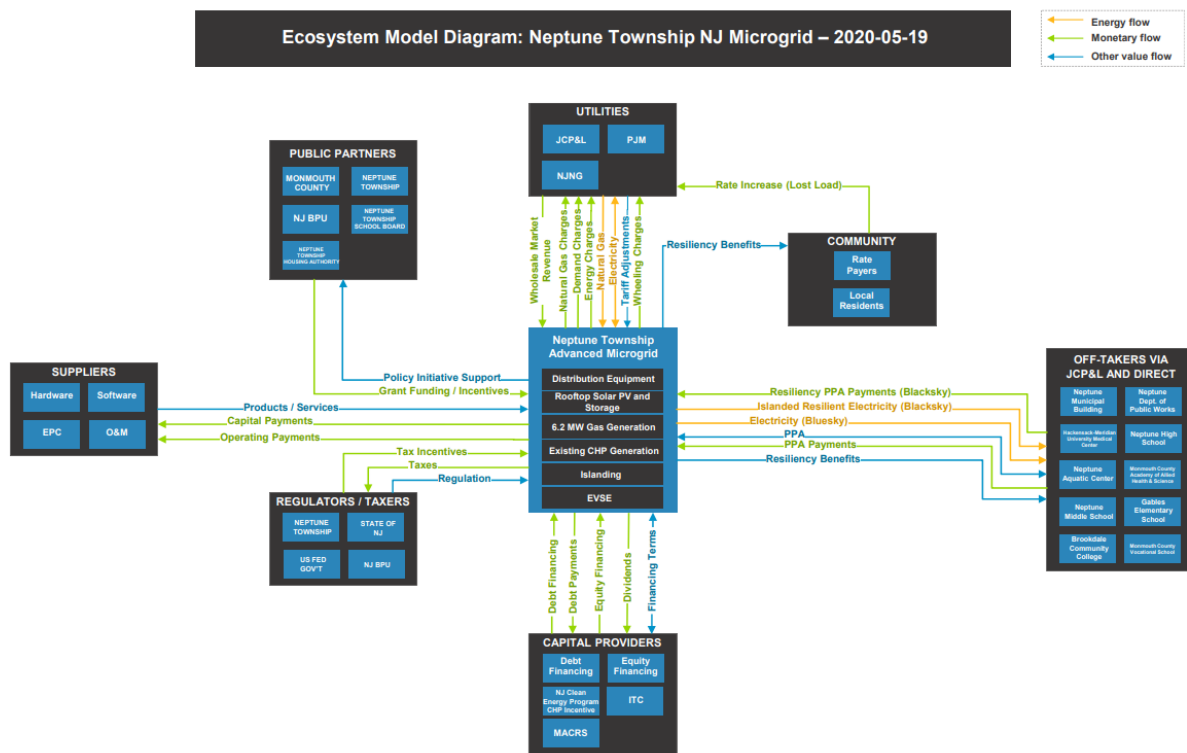 Ecosystem Model Diagram: Neptune Township NJ Microgrid – 2020-05-19
Energy flow
Monetary flow
Other value flow
UTILITIES
JCP&L
PJM
NJNG
PUBLIC PARTNERS
MONMOUTH
COUNTY
NEPTUNE
TOWNSHIP
NJ BPU
NEPTUNE
TOWNSHIP
SCHOOL BOARD
NEPTUNE
TOWNSHIP
HOUSING AUTHORITY
Rate Increase (Lost Load)
COMMUNITY
Rate
Payers
Local
Residents
Resiliency Benefits
Wholesale Market
Revenue
Natural Gas Charges
Demand Charges
Energy Charges
Natural Gas
Electricity
Tariff Adjustments
Wheeling Charges
Neptune Township
Advanced Microgrid
Distribution Equipment
Rooftop Solar PV and
Storage
6.2 MW Gas Generation
Existing CHP Generation
Islanding
EVSE
SUPPLIERS
Hardware
Software
EPC
O&M
Policy Initiative Support
Grant Funding / Incentives
Products / Services
Capital Payments
Operating Payments
Tax Incentives
Taxes
Regulation
REGULATORS / TAXERS
NEPTUNE
TOWNSHIP
STATE OF
NJ
US FED
GOV'T
NJ BPU
Resiliency PPA Payments (Blacksky)
Islanded Resilient Electricity (Blacksky)
Electricity (Bluesky)
PPA
PPA Payments
Resiliency Benefits
OFF-TAKERS VIA
JCP&L AND DIRECT
Neptune
Municipal
Building
Neptune
Dept. of
Public Works
Hackensack-Meridian
University Medical
Center
Neptune High
School
Neptune
Aquatic Center
Monmouth County
Academy of Allied
Health & Science
Neptune
Middle School
Gables
Elementary
School
Brookdale
Community
College
Monmouth County
Vocational School
Debt Financing
Debt Payments
Equity Financing
Dividends
Financing Terms
CAPITAL PROVIDERS
Debt
Financing
Equity
Financing
NJ Clean
Energy Program
CHP Incentive
ITC
MACRS